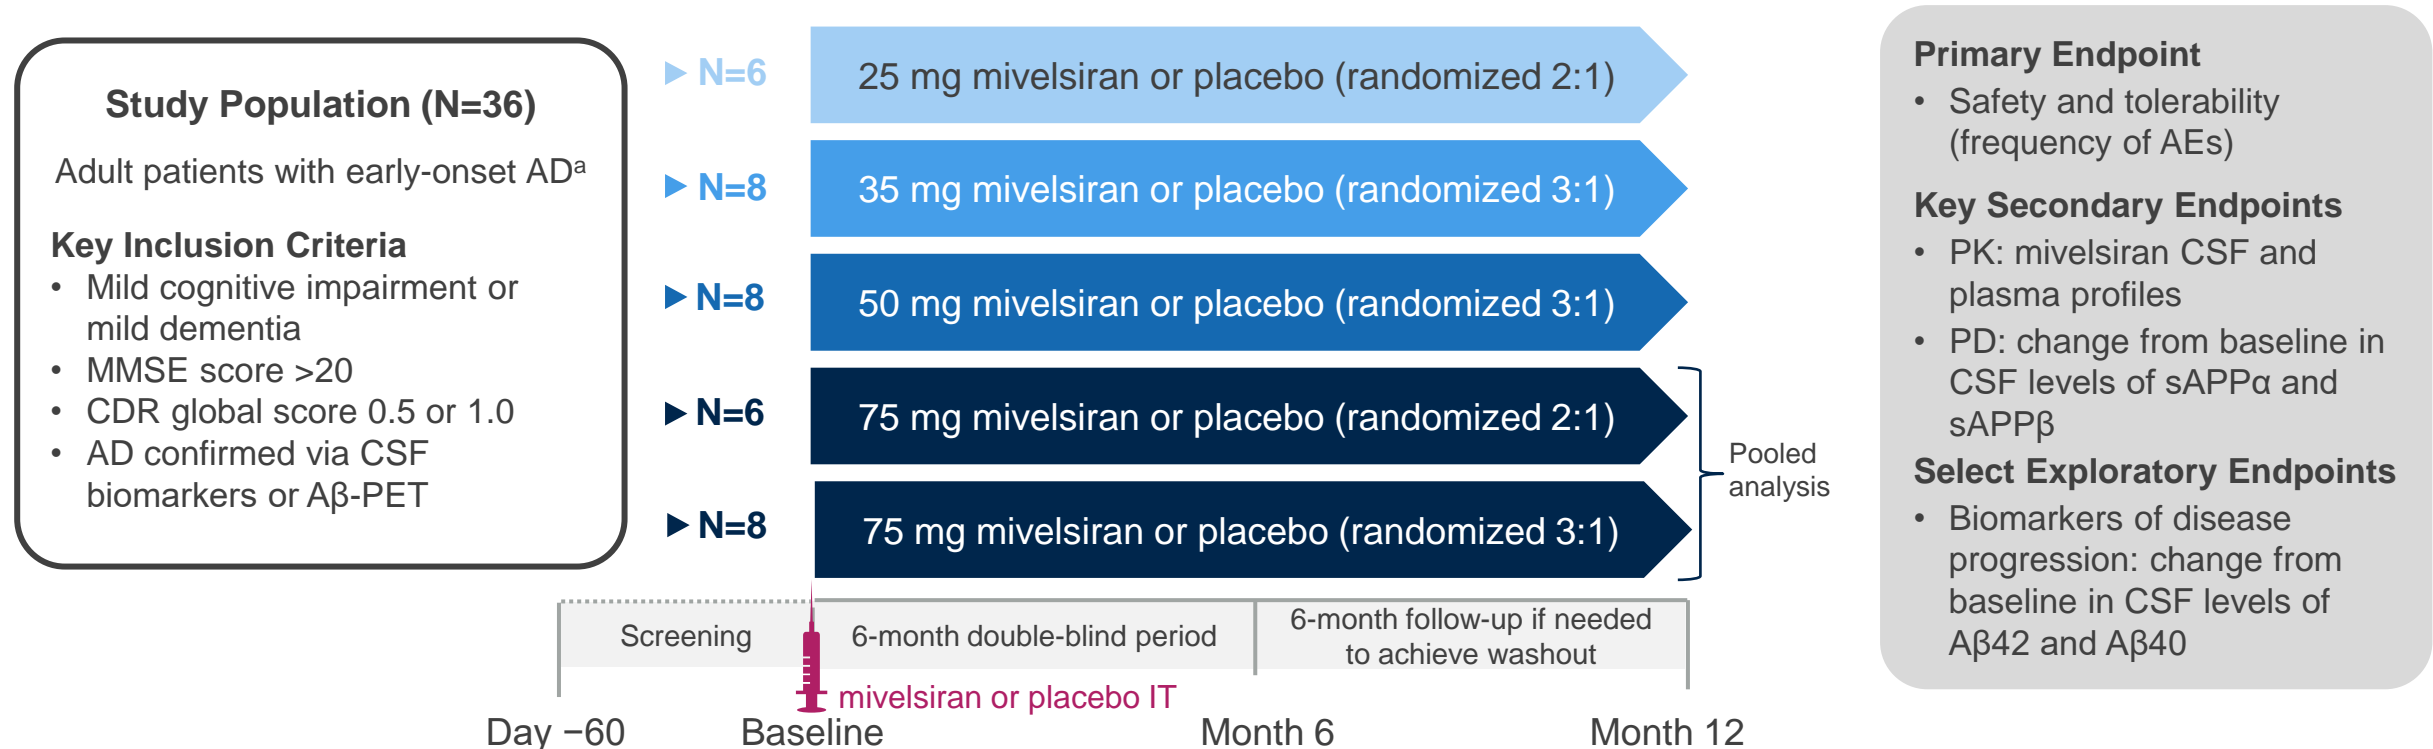 Study Population (N=36)
Adult patients with early-onset ADᵃ
Key Inclusion Criteria
• Mild cognitive impairment or
mild dementia
• MMSE score >20
• CDR global score 0.5 or 1.0
• AD confirmed via CSF
biomarkers or Aβ-PET
►N=6
25 mg mivelsiran or placebo (randomized 2:1)
►N=8
35 mg mivelsiran or placebo (randomized 3:1)
►N=8
50 mg mivelsiran or placebo (randomized 3:1)
►N=6
75 mg mivelsiran or placebo (randomized 2:1)
►N=8
75 mg mivelsiran or placebo (randomized 3:1)
Pooled
analysis
Screening
6-month double-blind period
6-month follow-up if needed
to achieve washout
mivelsiran or placebo IT
Day −60
Baseline
Month 6
Month 12
Primary Endpoint
• Safety and tolerability
(frequency of AEs)
Key Secondary Endpoints
• PK: mivelsiran CSF and
plasma profiles
• PD: change from baseline in
CSF levels of sAPPα and
sAPPβ
Select Exploratory Endpoints
• Biomarkers of disease
progression: change from
baseline in CSF levels of
Aβ42 and Aβ40